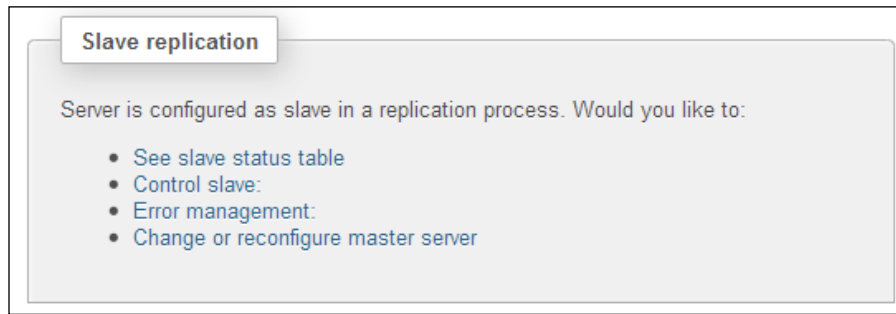 Slave replication
Server is configured as slave in a replication process. Would you like to:
See slave status table
Control slave:
Error management:
Change or reconfigure master server